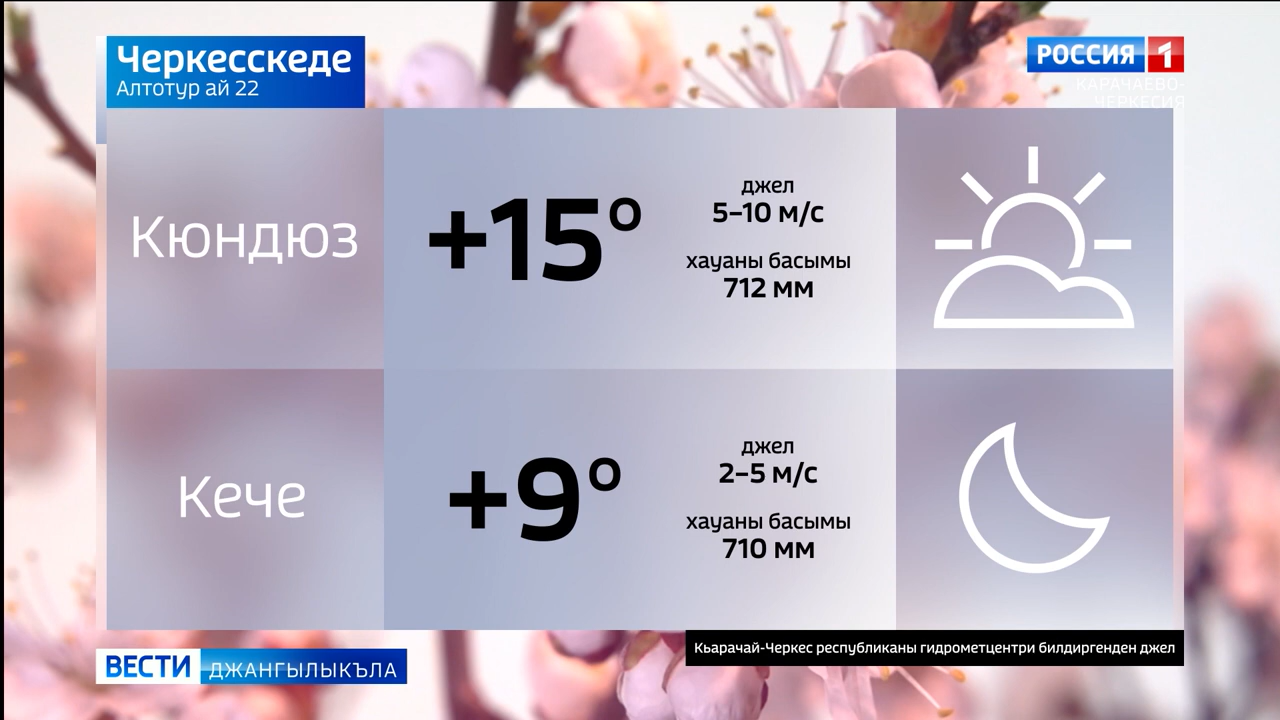 Черкесскеде
Алтотур ай 22
РОССИЯ 1
КАРАЧАЕВО-
ЧЕРКЕСИЯ
Кюндюз
+15°
джел
5-10 м/с
хауаны басымы
712 мм
Кече
+9°
джел
2-5 м/с
хауаны басымы
710 мм
Кьарачай-Черкес республиканы гидрометцентри билдиргенден джел
ВЕСТИ ДЖАНГЫЛЫКЪЛА